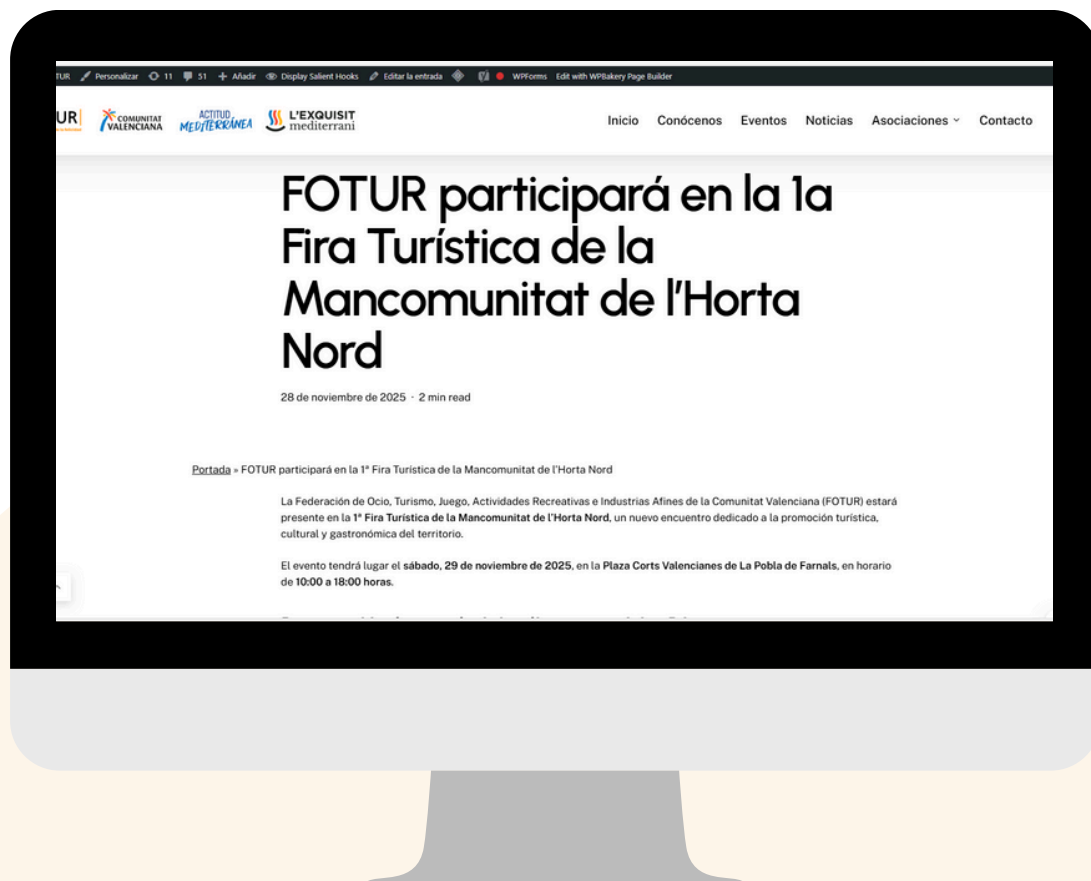 TUR Personalizar 11 51 Añadir Display Salient Hooks Editar la entrada WPForms Edit with WPBakery Page Builder
UR COMUNITAT VALENCIANA ACTITUD MEDITERRÁNEA L'EXQUISIT mediterrani Inicio Conócenos Eventos Noticias Asociaciones Contacto
FOTUR participará en la 1a
Fira Turística de la
Mancomunitat de l'Horta
Nord
28 de noviembre de 2025 · 2 min read
Portada » FOTUR participará en la 1ª Fira Turística de la Mancomunitat de l'Horta Nord
La Federación de Ocio, Turismo, Juego, Actividades Recreativas e Industrias Afines de la Comunitat Valenciana (FOTUR) estará
presente en la 1ª Fira Turística de la Mancomunitat de l'Horta Nord, un nuevo encuentro dedicado a la promoción turística,
cultural y gastronómica del territorio.
El evento tendrá lugar el sábado, 29 de noviembre de 2025, en la Plaza Corts Valencianes de La Pobla de Farnals, en horario
de 10:00 a 18:00 horas.